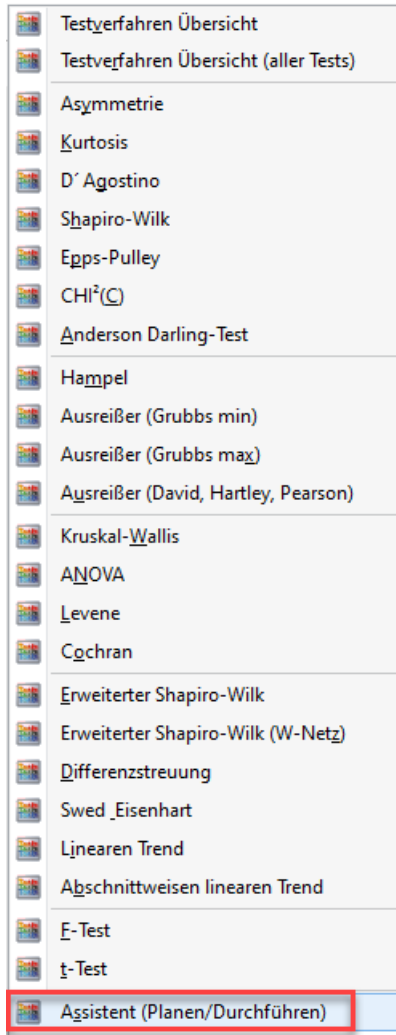 Testverfahren Übersicht
Testverfahren Übersicht (aller Tests)
Asymmetrie
Kurtosis
D´ Agostino
Shapiro-Wilk
Epps-Pulley
CHI²(C)
Anderson Darling-Test
Hampel
Ausreißer (Grubbs min)
Ausreißer (Grubbs max)
Ausreißer (David, Hartley, Pearson)
Kruskal-Wallis
ANOVA
Levene
Cochran
Erweiterter Shapiro-Wilk
Erweiterter Shapiro-Wilk (W-Netz)
Differenzstreuung
Swed_Eisenhart
Linearen Trend
Abschnittweisen linearen Trend
F-Test
t-Test
Assistent (Planen/Durchführen)